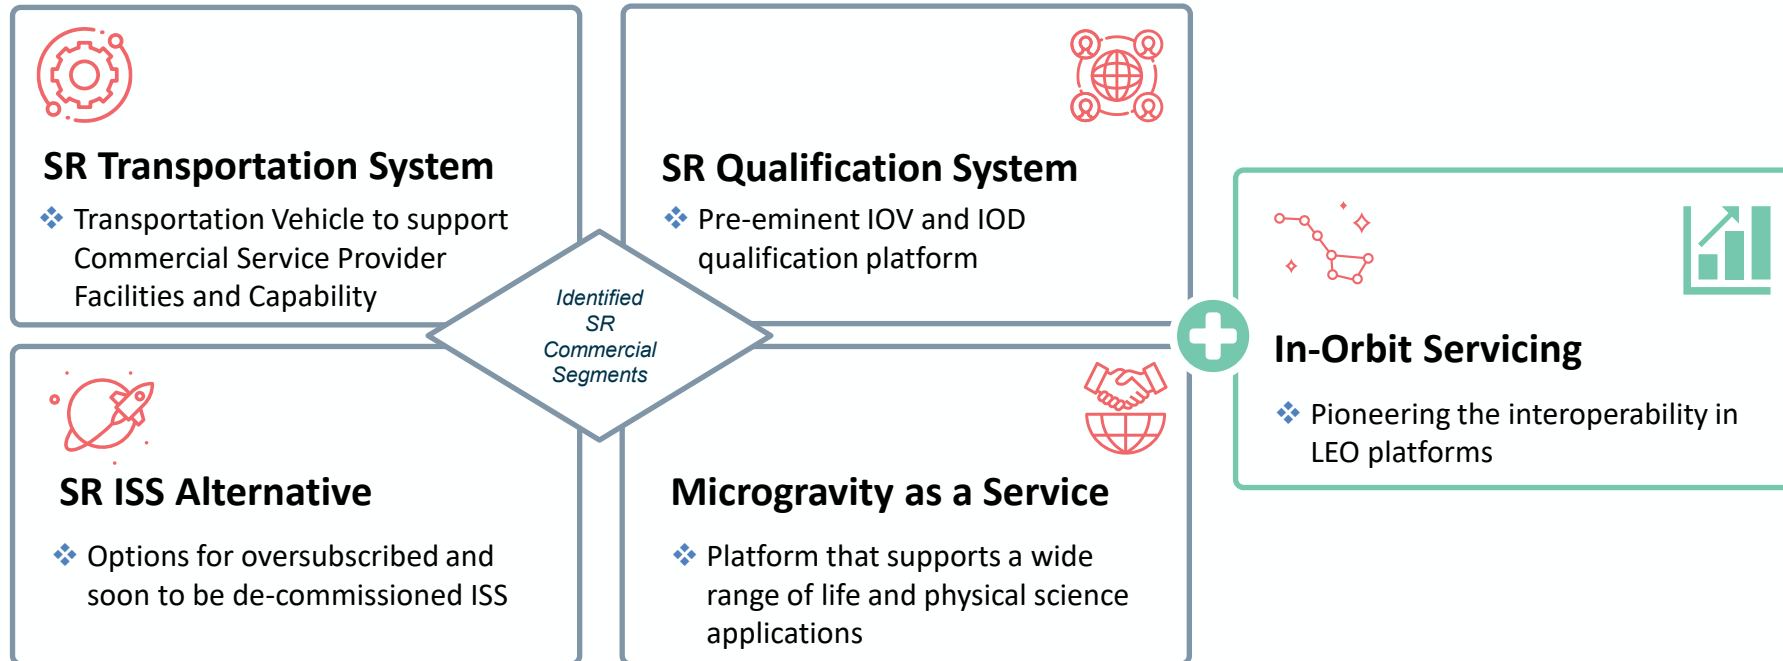 SR Transportation System
Transportation Vehicle to support
Commercial Service Provider
Facilities and Capability
SR Qualification System
Pre-eminent IOV and IOD
qualification platform
Identified
SR
Commercial
Segments
SR ISS Alternative
Options for oversubscribed and
soon to be de-commissioned ISS
Microgravity as a Service
Platform that supports a wide
range of life and physical science
applications
In-Orbit Servicing
Pioneering the interoperability in
LEO platforms